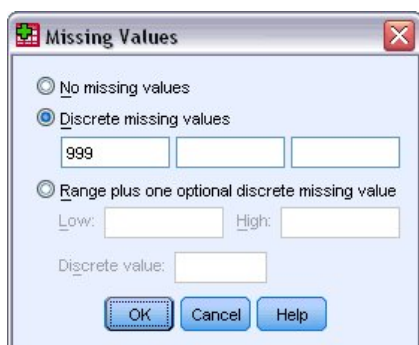 Missing Values
No missing values
Discrete missing values
999
Range plus one optional discrete missing value
Low: High:
Discrete value:
OK Cancel Help